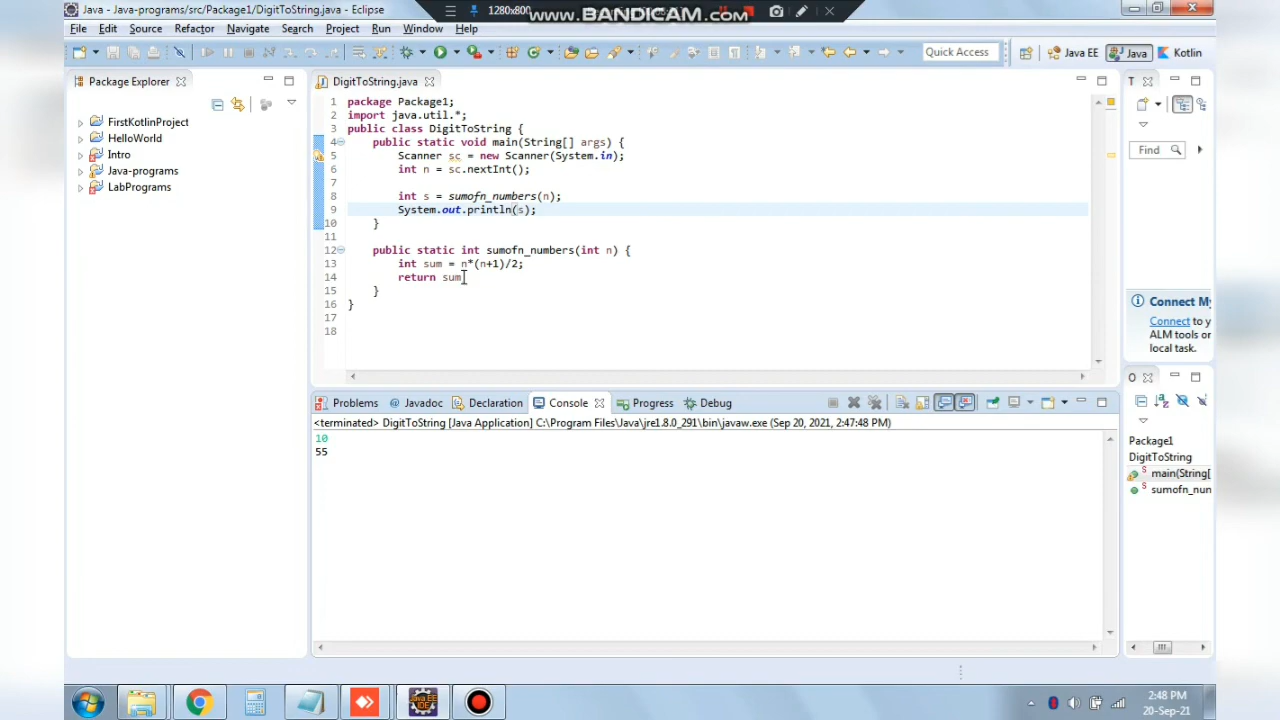 Java - Java-programs/src/Package1/DigitToString.java - Eclipse
1280x800
www.BANDICAM.com
File Edit Source Refactor Navigate Search Project Run Window Help
Quick Access
Java EE
Java
Kotlin
Package Explorer
DigitToString.java
T
FirstKotlinProject
HelloWorld
Intro
Java-programs
LabPrograms
1 package Package1;
2 import java.util.*;
3 public class DigitToString {
4 public static void main(String[] args) {
5 Scanner sc = new Scanner(System.in);
6 int n = sc.nextInt();
7
8 int s = sumofn_numbers(n);
9 System.out.println(s);
10 }
11
12 public static int sumofn_numbers(int n) {
13 int sum = n*(n+1)/2;
14 return sum
15 }
16 }
17
18
Find
Connect My
Connect to y
ALM tools or
local task.
O
Package1
DigitToString
main(String[
sumofn_nun
Problems Javadoc Declaration Console Progress Debug
<terminated> DigitToString [Java Application] C:\Program Files\Java\jre1.8.0_291\bin\javaw.exe (Sep 20, 2021, 2:47:48 PM)
10
55
Java EE
IDE
2:48 PM
20-Sep-21